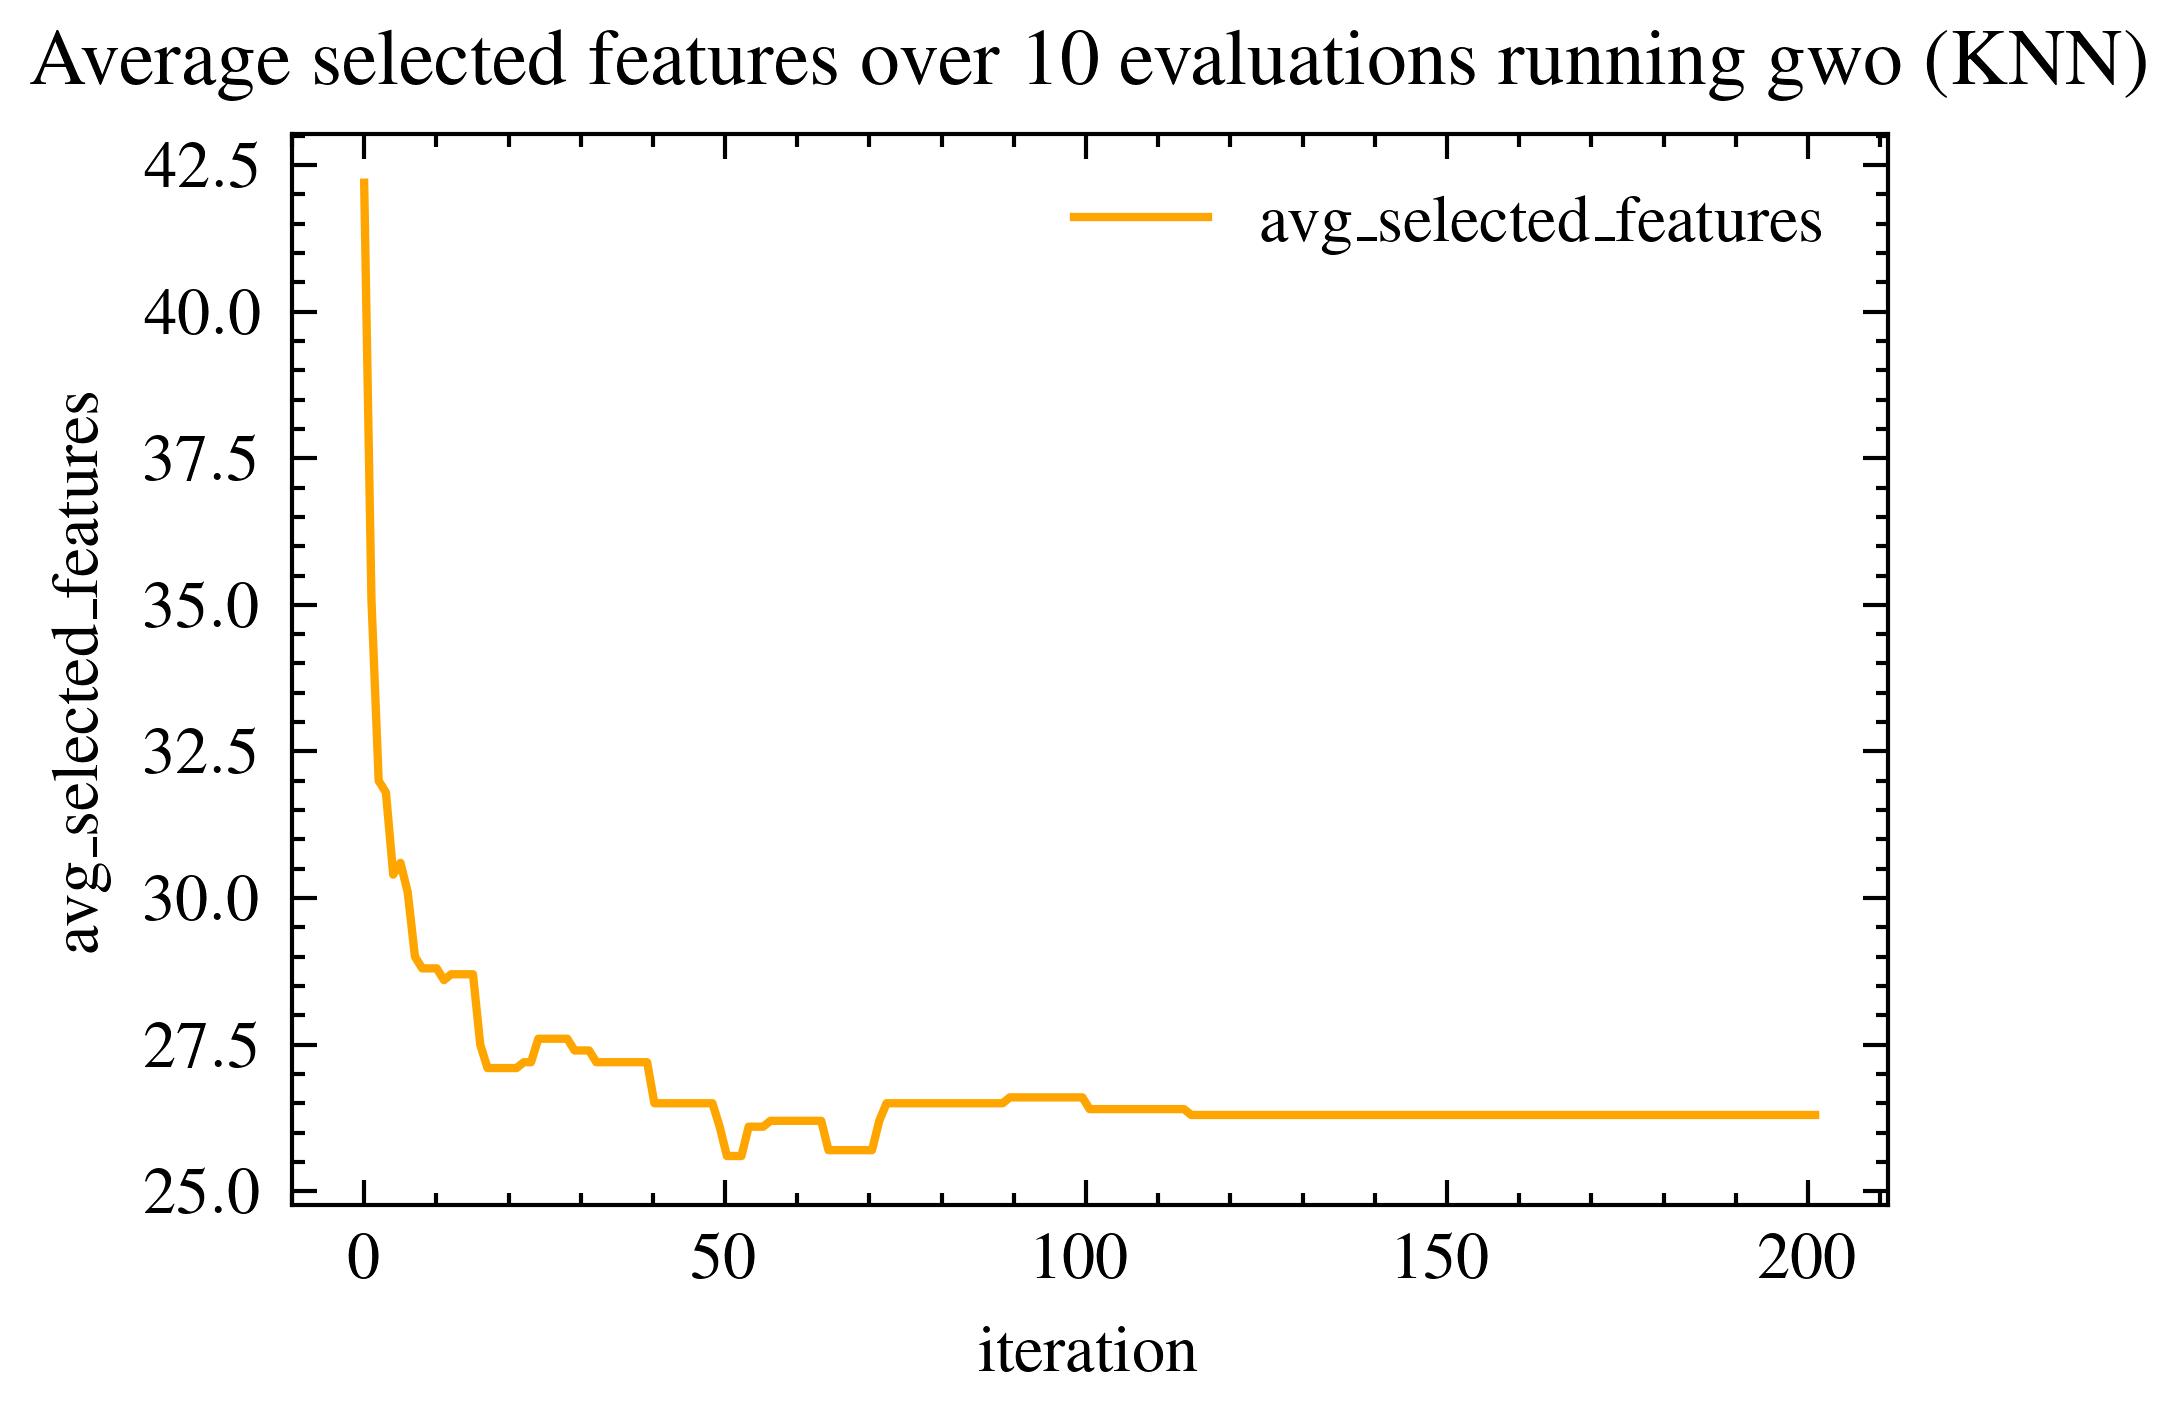 Average selected features over 10 evaluations running gwo (KNN)
avg_selected_features
42.5
40.0
37.5
35.0
32.5
30.0
27.5
25.0
avg_selected_features
0 50 100 150 200
iteration